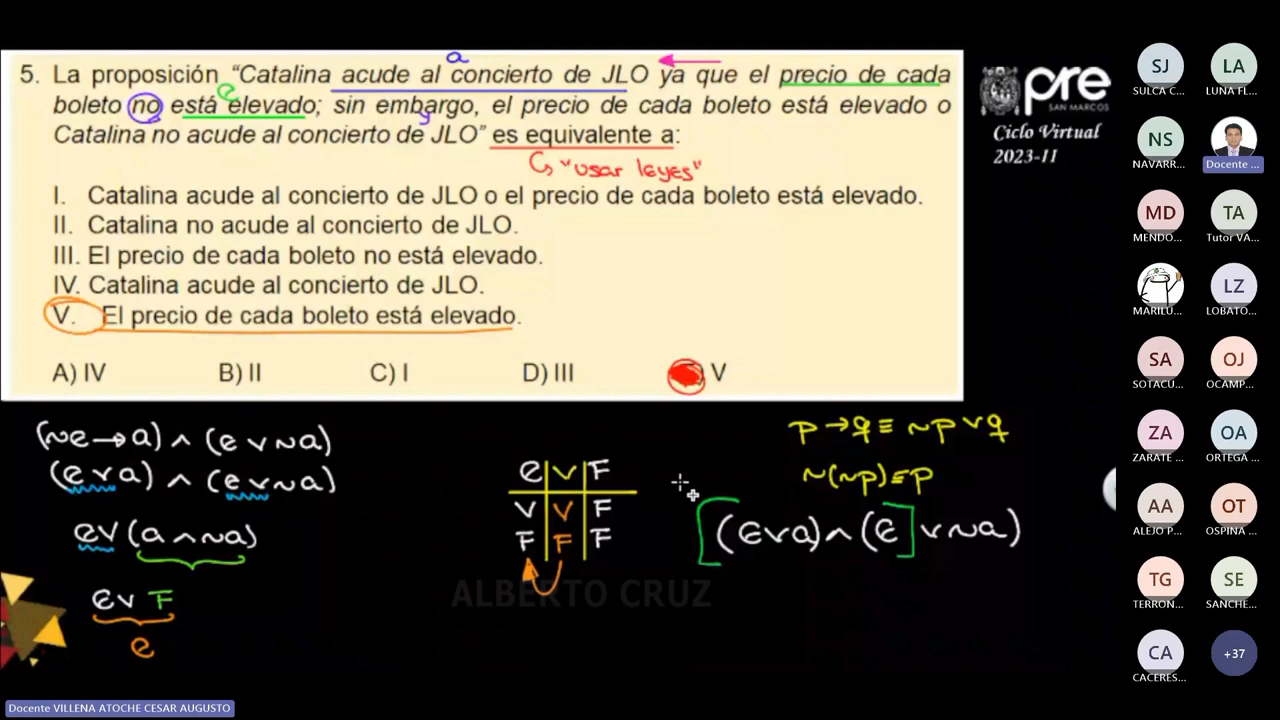 5. La proposición “Catalina acude al concierto de JLO ya que el precio de cada
boleto no está elevado; sin embargo, el precio de cada boleto está elevado o
Catalina no acude al concierto de JLO” es equivalente a:
a
e
y
"usar leyes"
I. Catalina acude al concierto de JLO o el precio de cada boleto está elevado.
II. Catalina no acude al concierto de JLO.
III. El precio de cada boleto no está elevado.
IV. Catalina acude al concierto de JLO.
V. El precio de cada boleto está elevado.
A) IV B) II C) I D) III V
pre
SAN MARCOS
Ciclo Virtual
2023-II
(~e→a) ∧ (e∨~a)
(e∨a) ∧ (e∨~a)
e∨(a∧~a)
e∨F
e
e V F
V V F
F F F
p→q≡~p∨q
~(~p)≡p
[(e∨a)∧(e]∨~a)
ALBERTO CRUZ
SJ
SULCA C...
LA
LUNA FL...
NS
NAVARR...
Docente ...
MD
MENDO...
TA
Tutor VA...
MARILU...
LZ
LOBATO...
SA
SOTACU...
OJ
OCAMP...
ZA
ZARATE ...
OA
ORTEGA ...
AA
APONTE ...
OT
OSPINA ...
TG
TERRON...
SE
SANCHE...
CA
CACERES...
+37
Docente VILLENA ATOCHE CESAR AUGUSTO